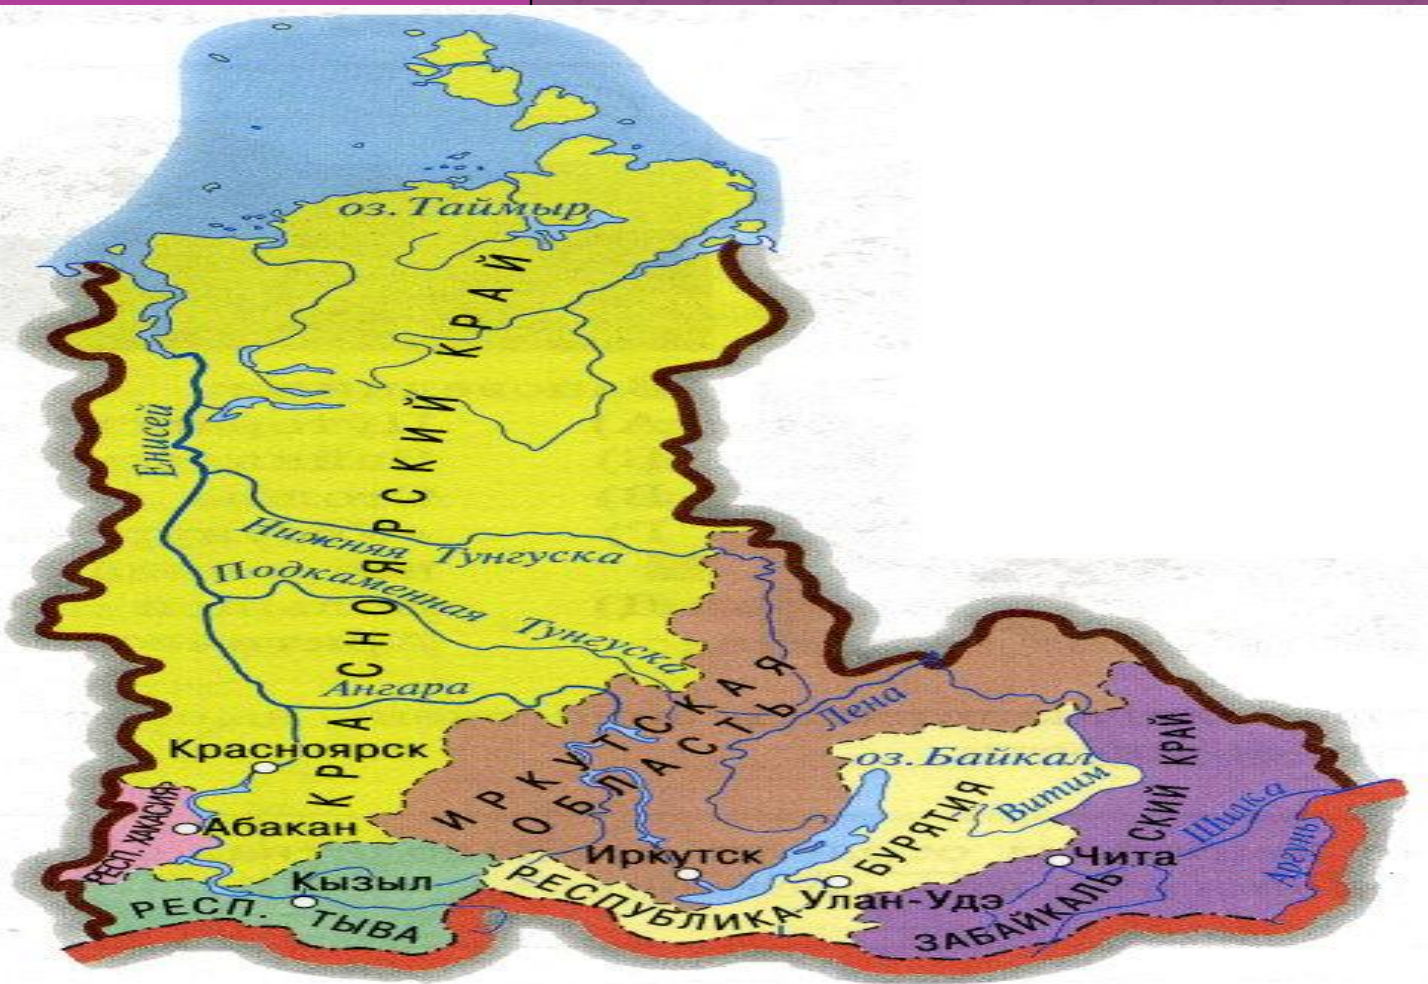 оз. Таймыр
КРАСНОЯРСКИЙ КРАЙ
Енисей
Нижняя Тунгуска
Подкаменная Тунгуска
Ангара
Красноярск
ИРКУТСКАЯ
ОБЛАСТЬ
Лена
оз. Байкал
Витим
ЗАБАЙКАЛЬСКИЙ КРАЙ
Шилка
Аргунь
РЕСП. ХАКАСИЯ
Абакан
Иркутск
Чита
Кызыл
Улан-Удэ
РЕСП. ТЫВА
РЕСПУБЛИКА БУРЯТИЯ